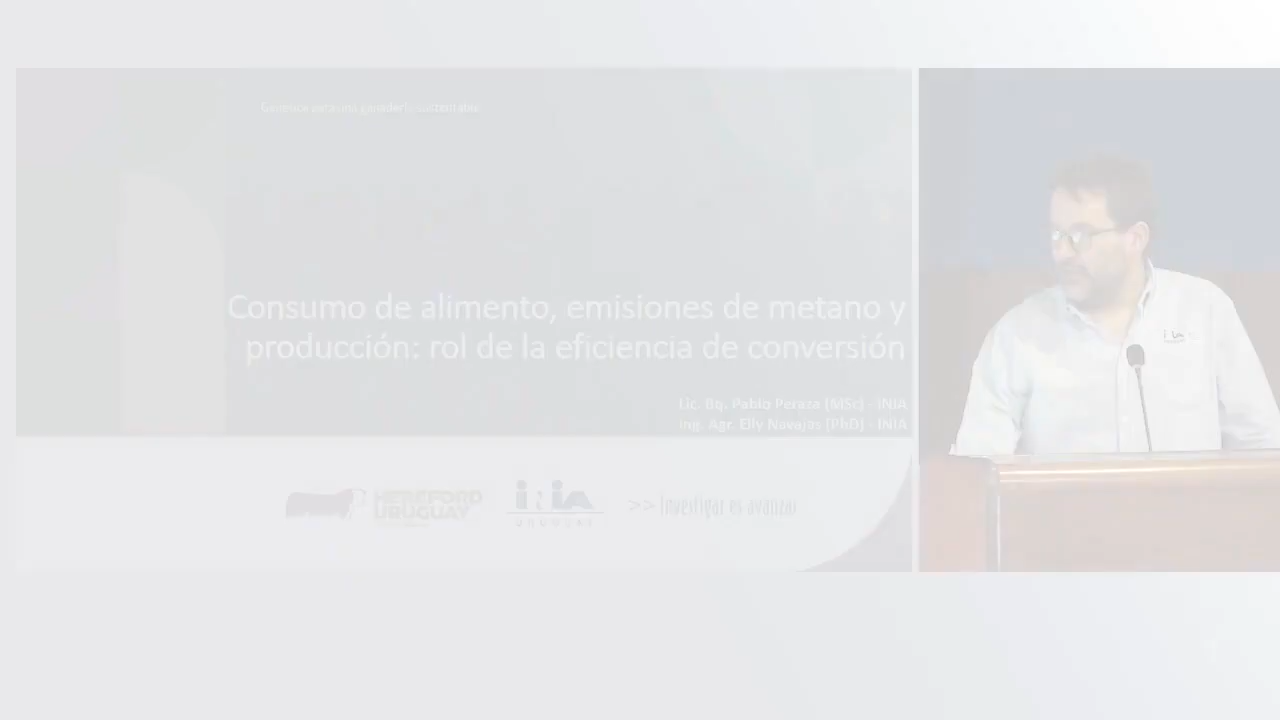 Genética para una ganadería sustentable
Consumo de alimento, emisiones de metano y
producción: rol de la eficiencia de conversión
Lic. Bq. Pablo Peraza (MSc) - INIA
Ing. Agr. Elly Navajas (PhD) - INIA
HEREFORD
URUGUAY
inia
URUGUAY
>> Investigar es avanzar
inia